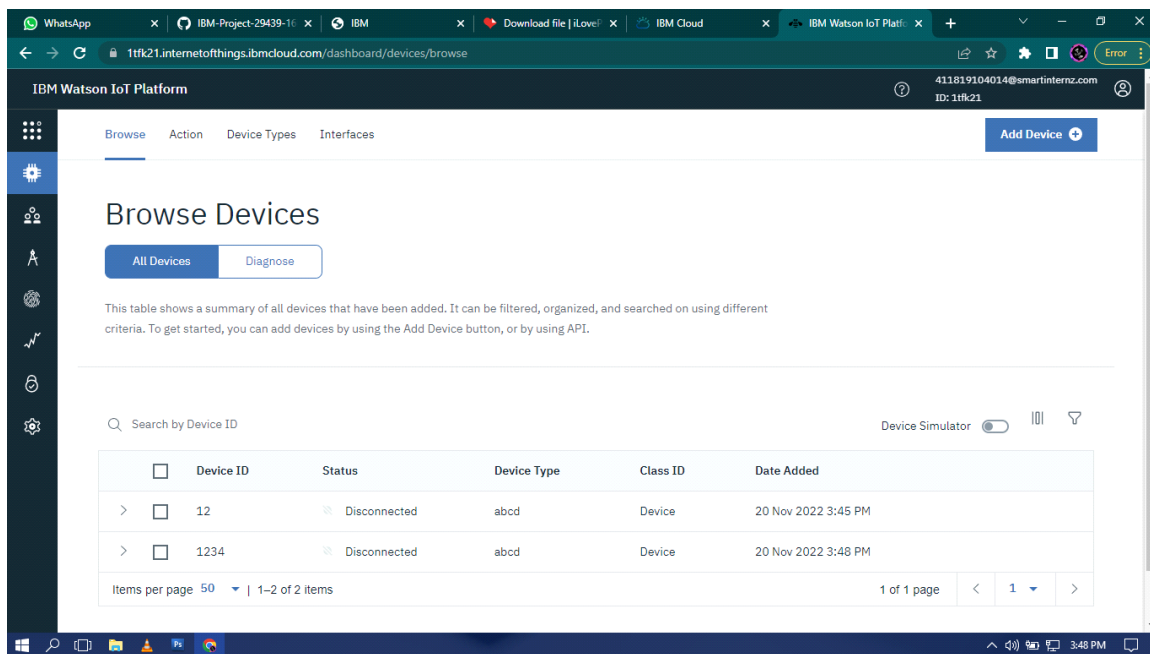 WhatsApp
IBM-Project-29439-16
IBM
Download file | iLoveP
IBM Cloud
IBM Watson IoT Platfo
1tfk21.internetofthings.ibmcloud.com/dashboard/devices/browse
Error
IBM Watson IoT Platform
411819104014@smartinternz.com
ID: 1tfk21
Browse Action Device Types Interfaces
Add Device
Browse Devices
All Devices Diagnose
This table shows a summary of all devices that have been added. It can be filtered, organized, and searched on using different
criteria. To get started, you can add devices by using the Add Device button, or by using API.
Search by Device ID
Device Simulator
Device ID Status Device Type Class ID Date Added
12 Disconnected abcd Device 20 Nov 2022 3:45 PM
1234 Disconnected abcd Device 20 Nov 2022 3:48 PM
Items per page 50 | 1–2 of 2 items
1 of 1 page < 1 >
Ps
3:48 PM